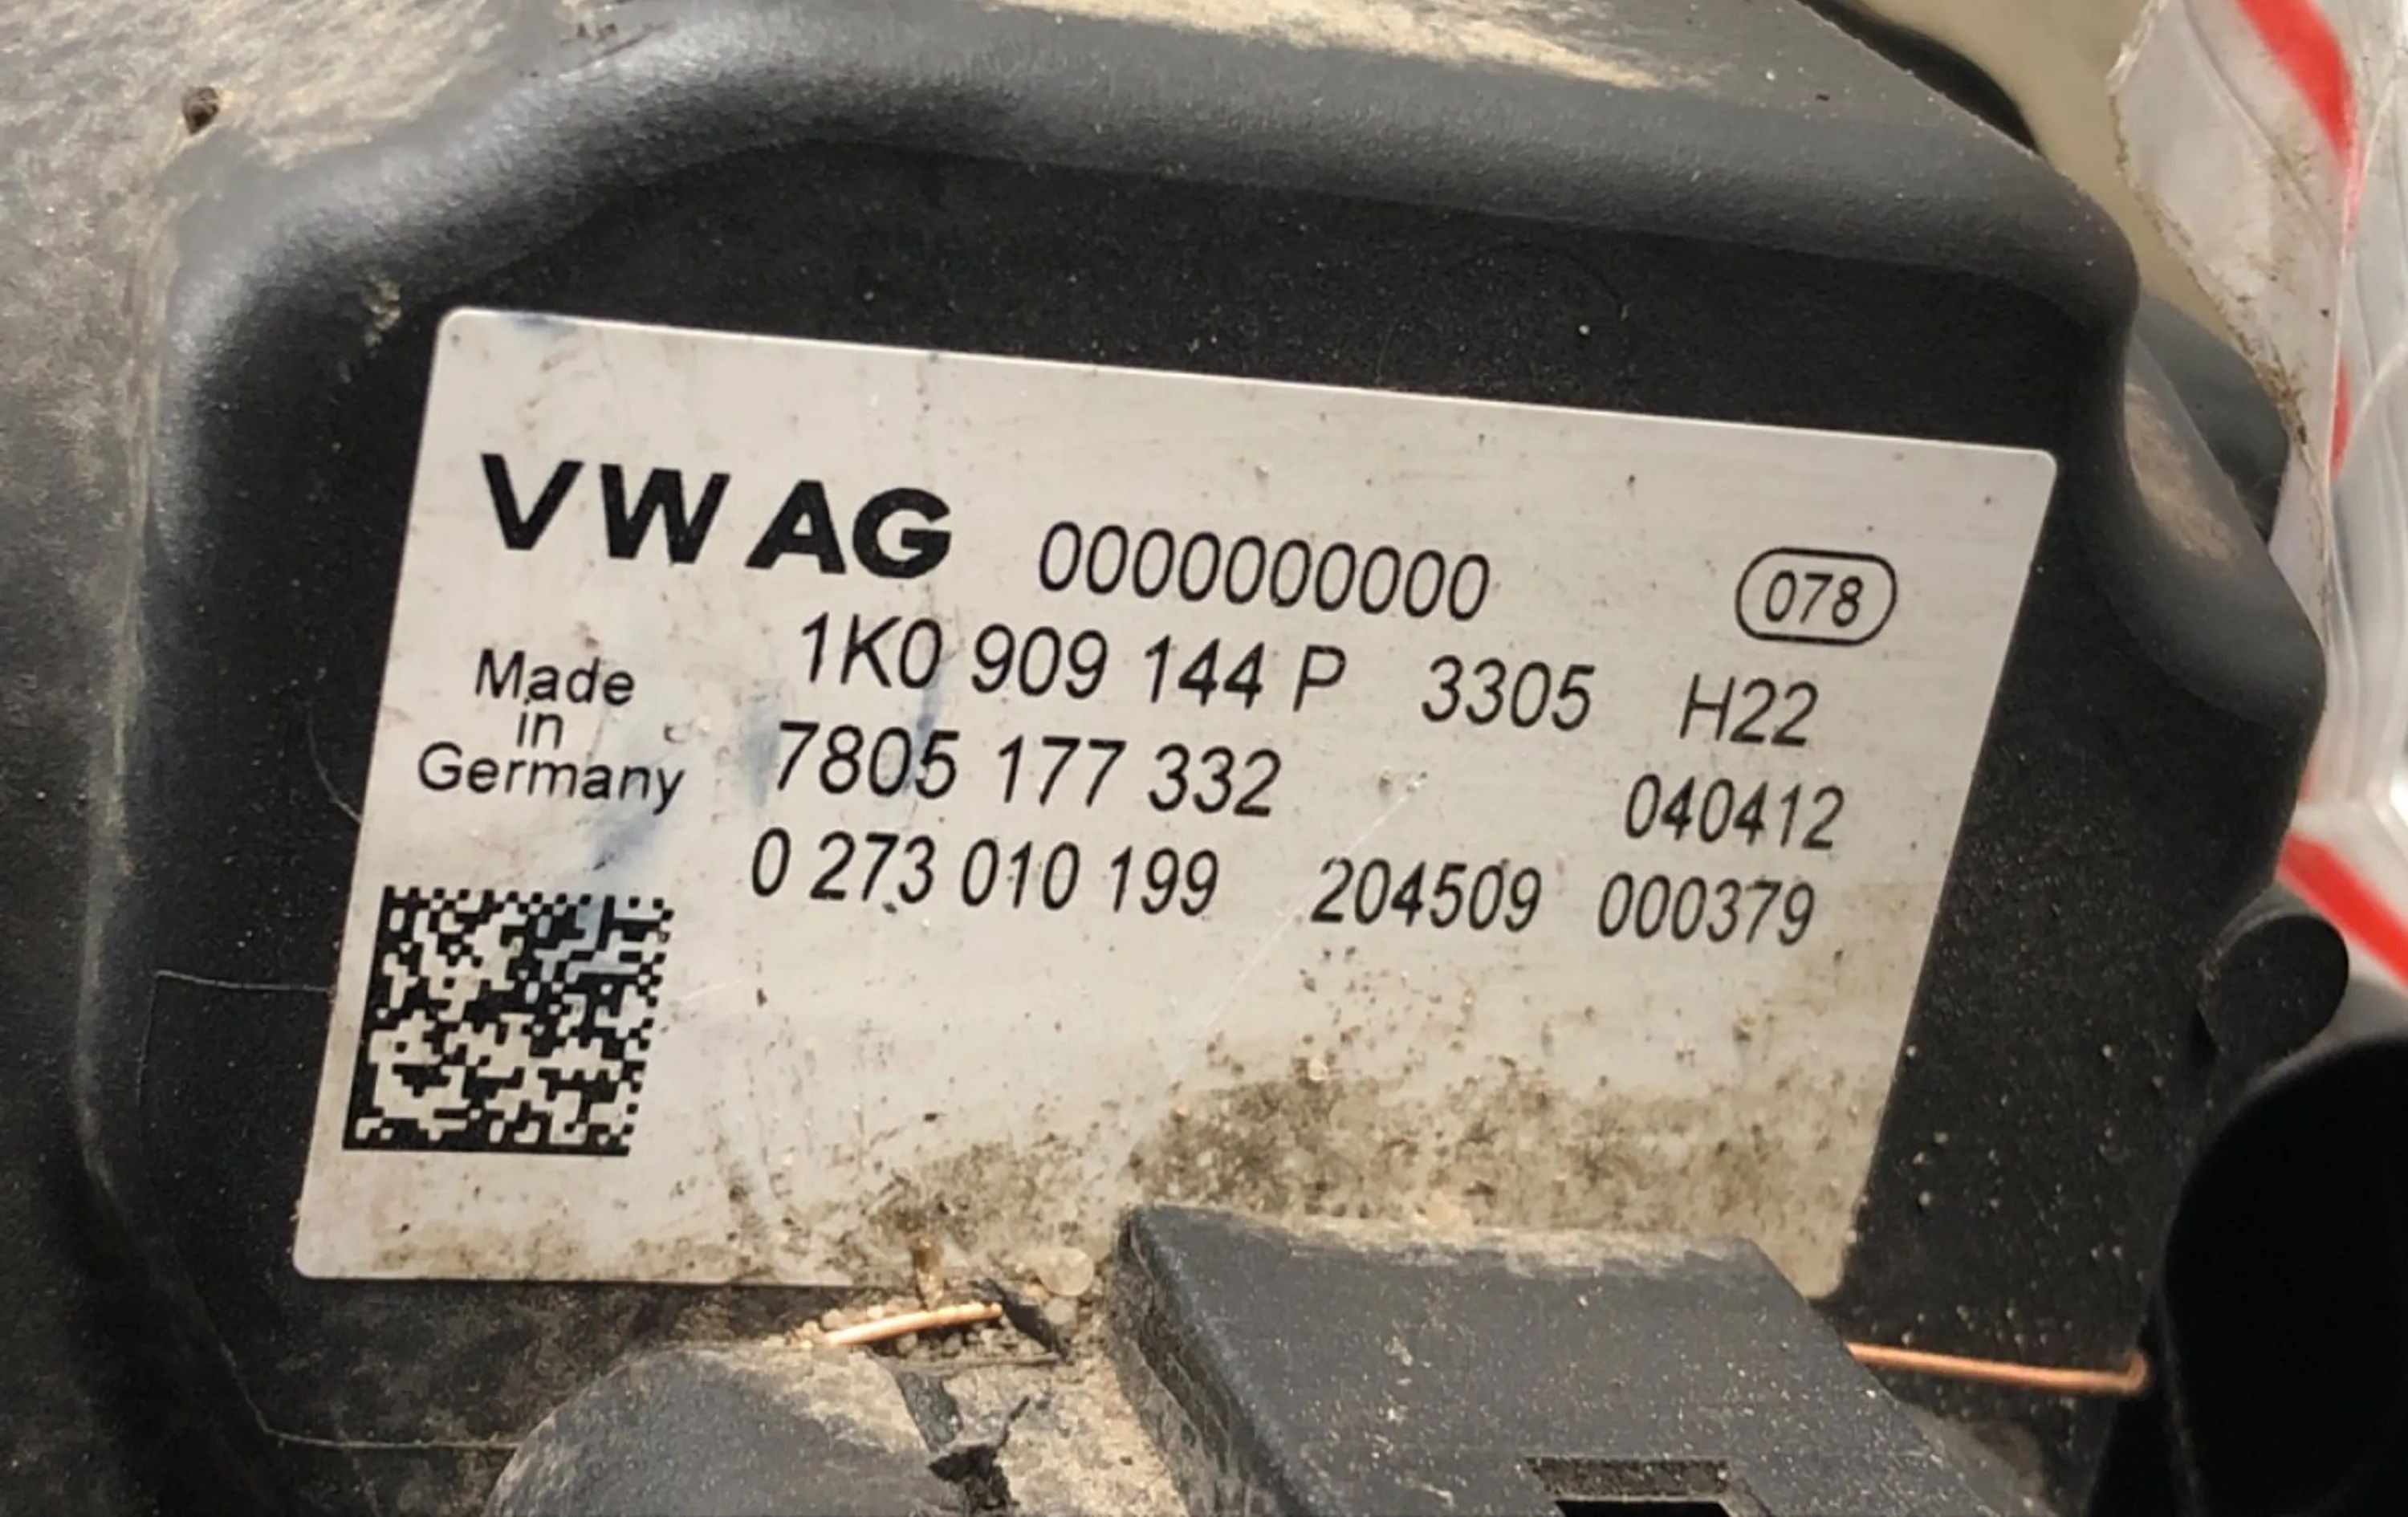 VW AG 0000000000 078
1K0 909 144 P 3305 H22
Made
in
Germany
7805 177 332 040412
0 273 010 199 204509 000379